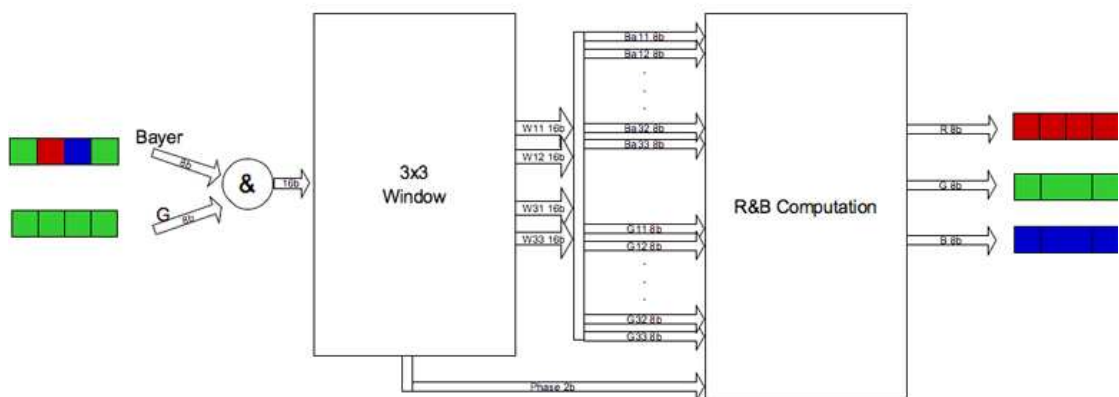 Bayer
8b
G
8b
&
16b
3x3
Window
W11 16b
W12 16b
W31 16b
W33 16b
Ba11 8b
Ba12 8b
.
.
.
Ba32 8b
Ba33 8b
G11 8b
G12 8b
.
.
.
G32 8b
G33 8b
Phase 2b
R&B Computation
R 8b
G 8b
B 8b